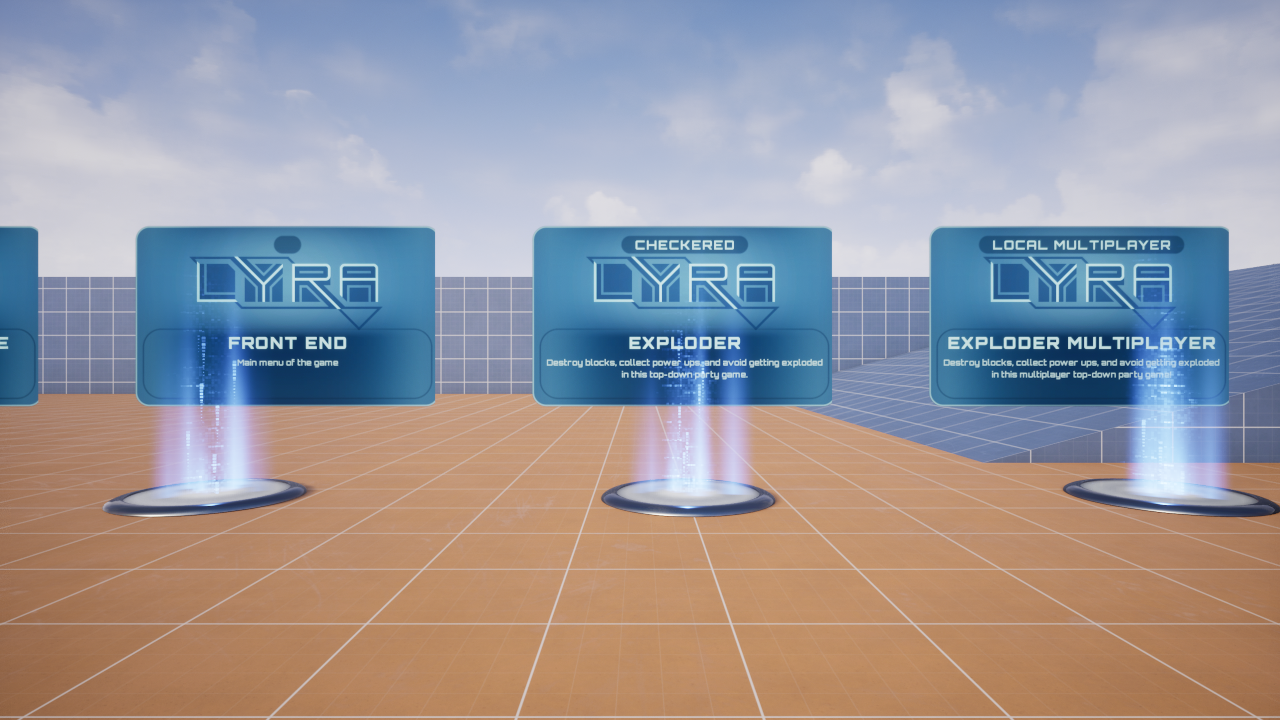 E
LYRA
FRONT END
Main menu of the game
CHECKERED
LYRA
EXPLODER
Destroy blocks, collect power ups, and avoid getting exploded
in this top-down party game.
LOCAL MULTIPLAYER
LYRA
EXPLODER MULTIPLAYER
Destroy blocks, collect power ups, and avoid getting exploded
in this multiplayer top-down party game.